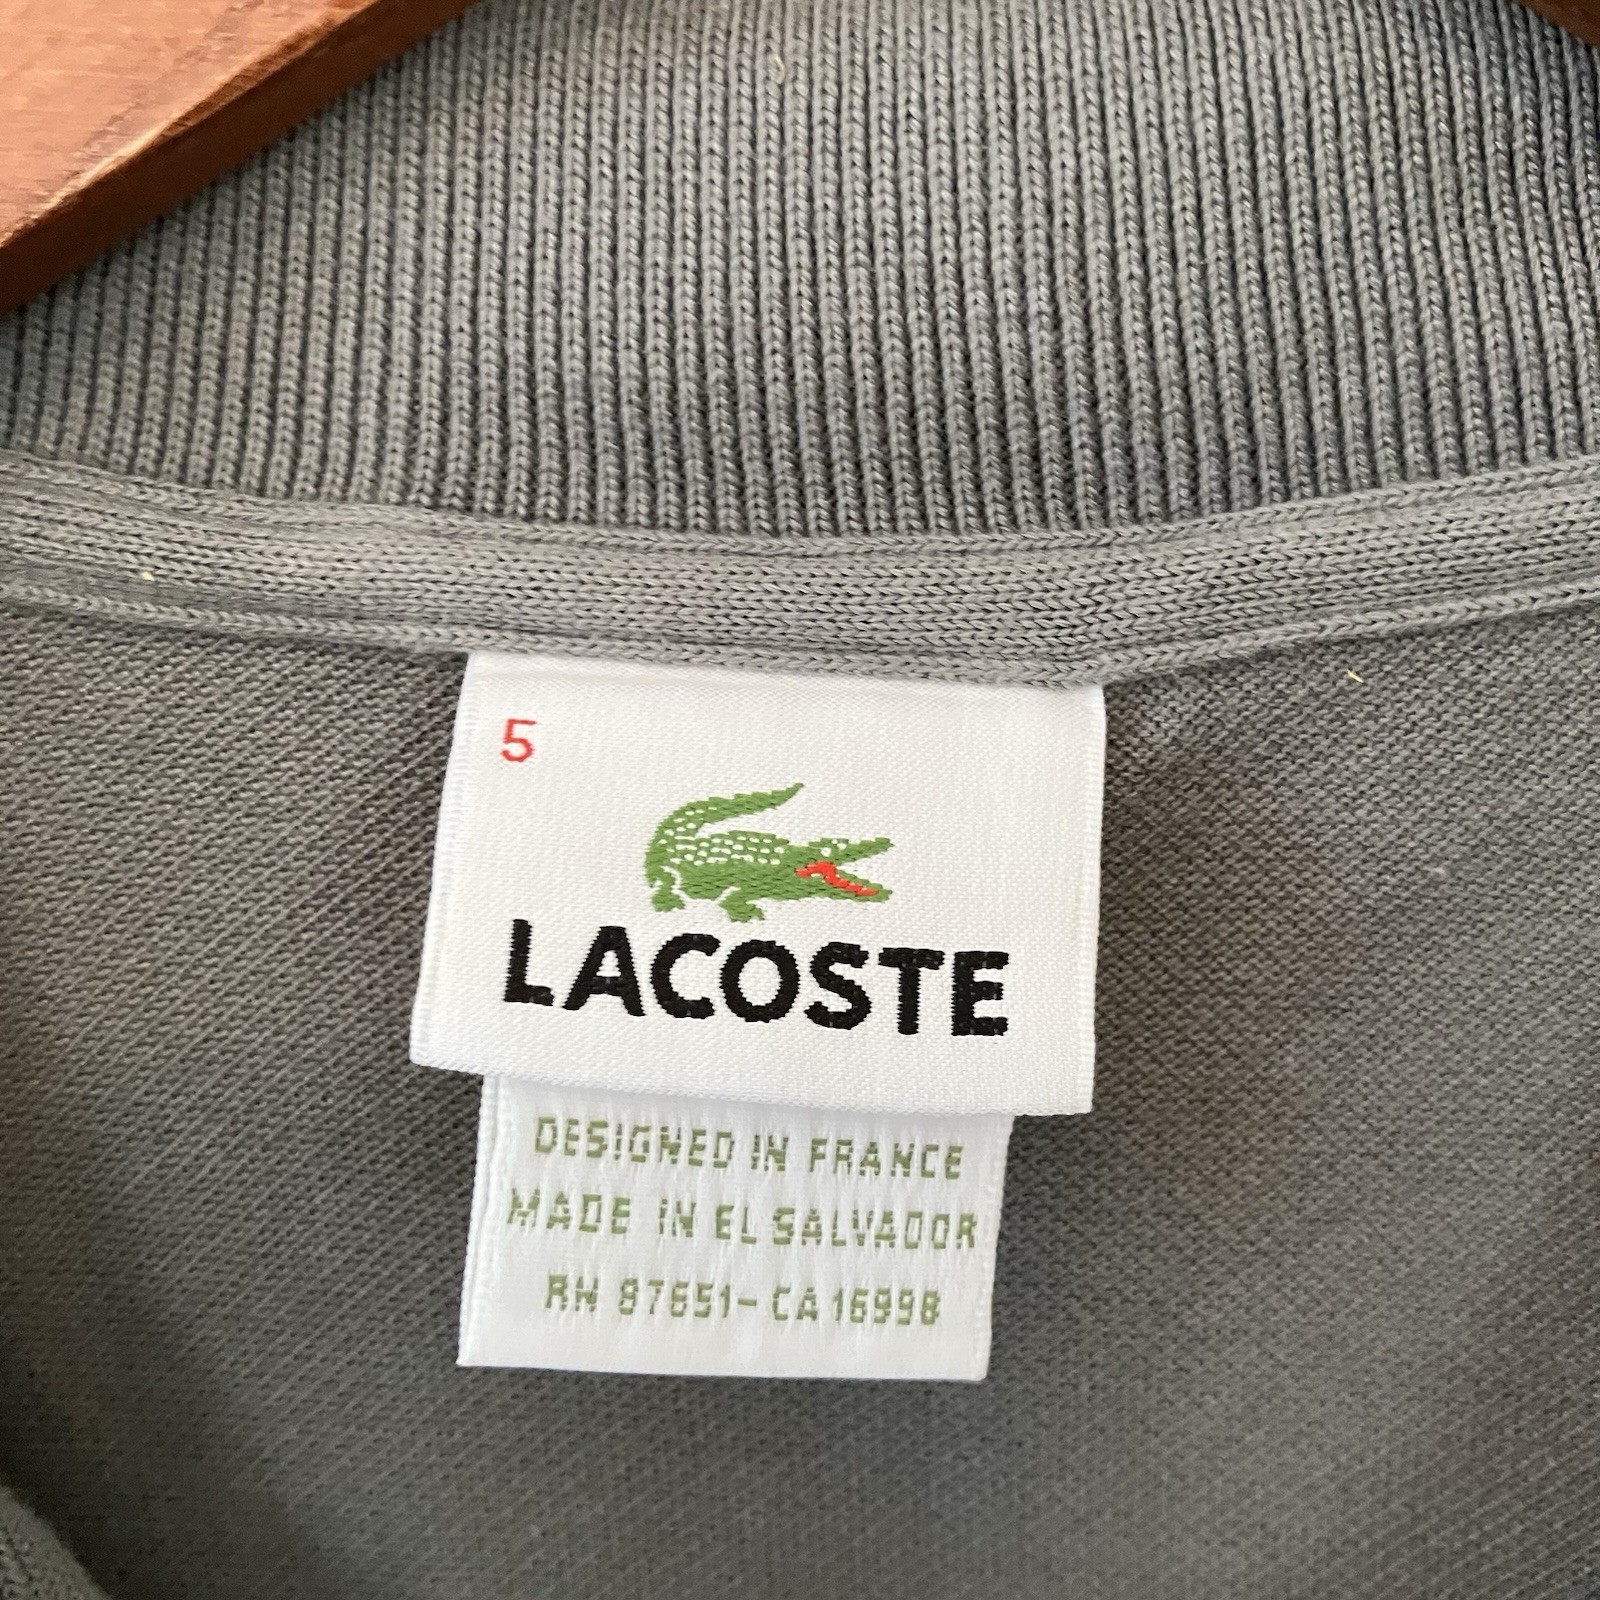 5
LACOSTE
DESIGNED IN FRANCE
MADE IN EL SALVADOR
RN 87651-CA 16998